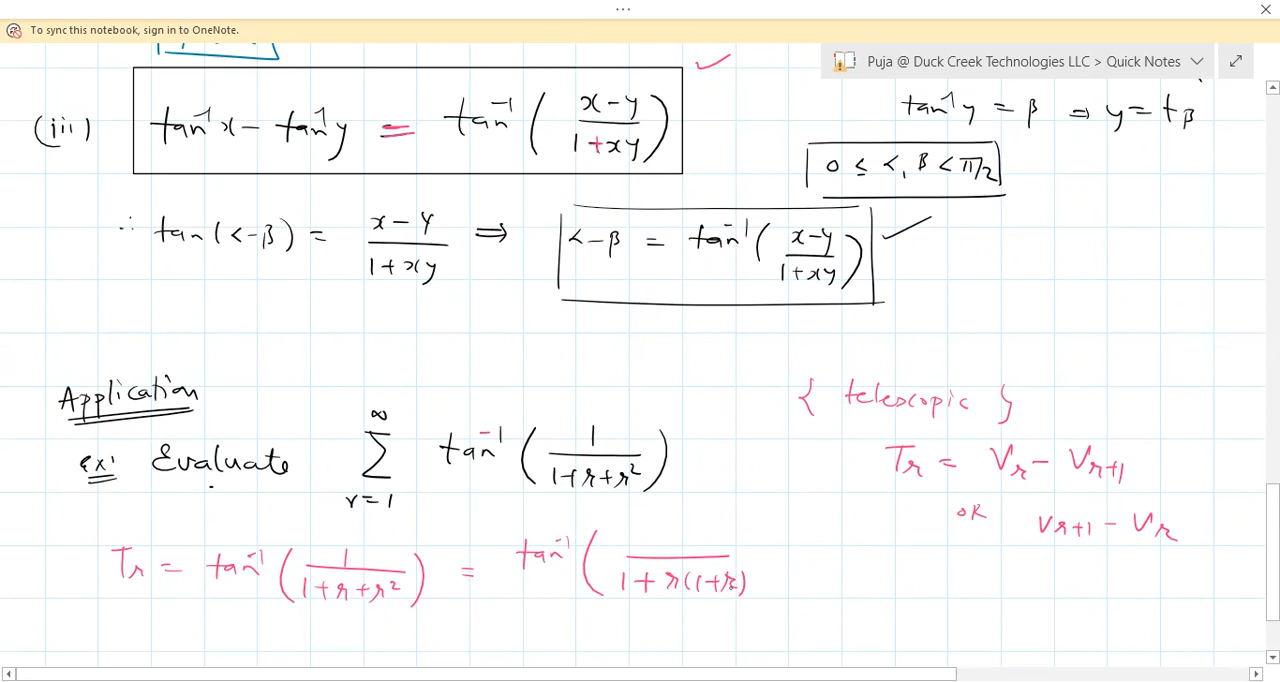 To sync this notebook, sign in to OneNote.
Puja @ Duck Creek Technologies LLC > Quick Notes
tan⁻¹y = β ⇒ y = tβ
(iii) tan⁻¹x – tan⁻¹y = tan⁻¹( x – y / 1 + xy )
0 ≤ α, β < π/2
∴ tan(α-β) = x – y / 1 + xy ⇒ α – β = tan⁻¹( x – y / 1 + xy )
Application
{ telescopic }
ex: Evaluate ∑ r=1 ∞ tan⁻¹( 1 / 1+r+r² )
Tr = Vr – Vr+1
OR Vr+1 – Vr
Tr = tan⁻¹( 1 / 1+r+r² ) = tan⁻¹( / 1 + r(1+r)